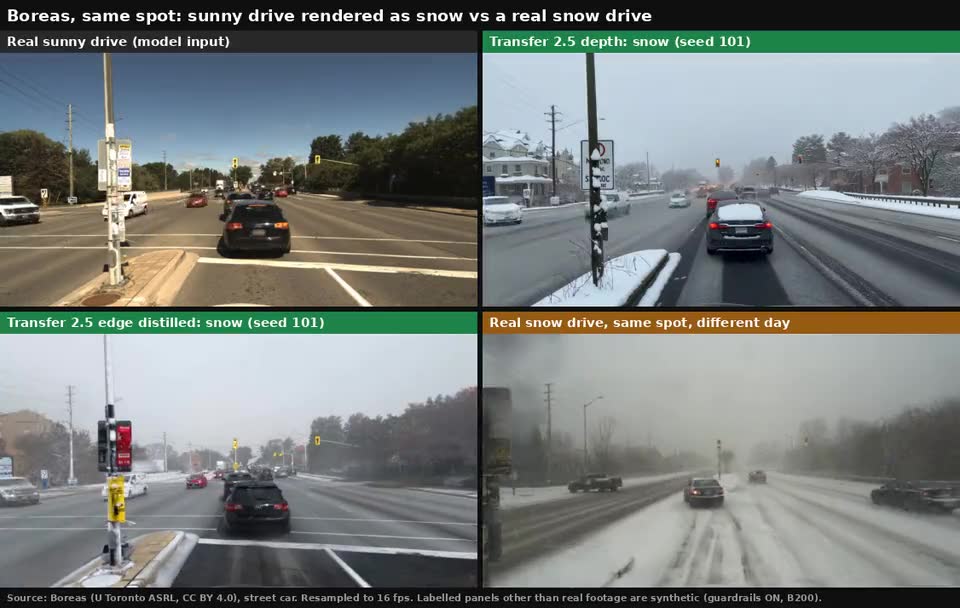 Boreas, same spot: sunny drive rendered as snow vs a real snow drive
Real sunny drive (model input)
Transfer 2.5 depth: snow (seed 101)
Transfer 2.5 edge distilled: snow (seed 101)
Real snow drive, same spot, different day
Source: Boreas (U Toronto ASRL, CC BY 4.0), street car. Resampled to 16 fps. Labelled panels other than real footage are synthetic (guardrails ON, B200).